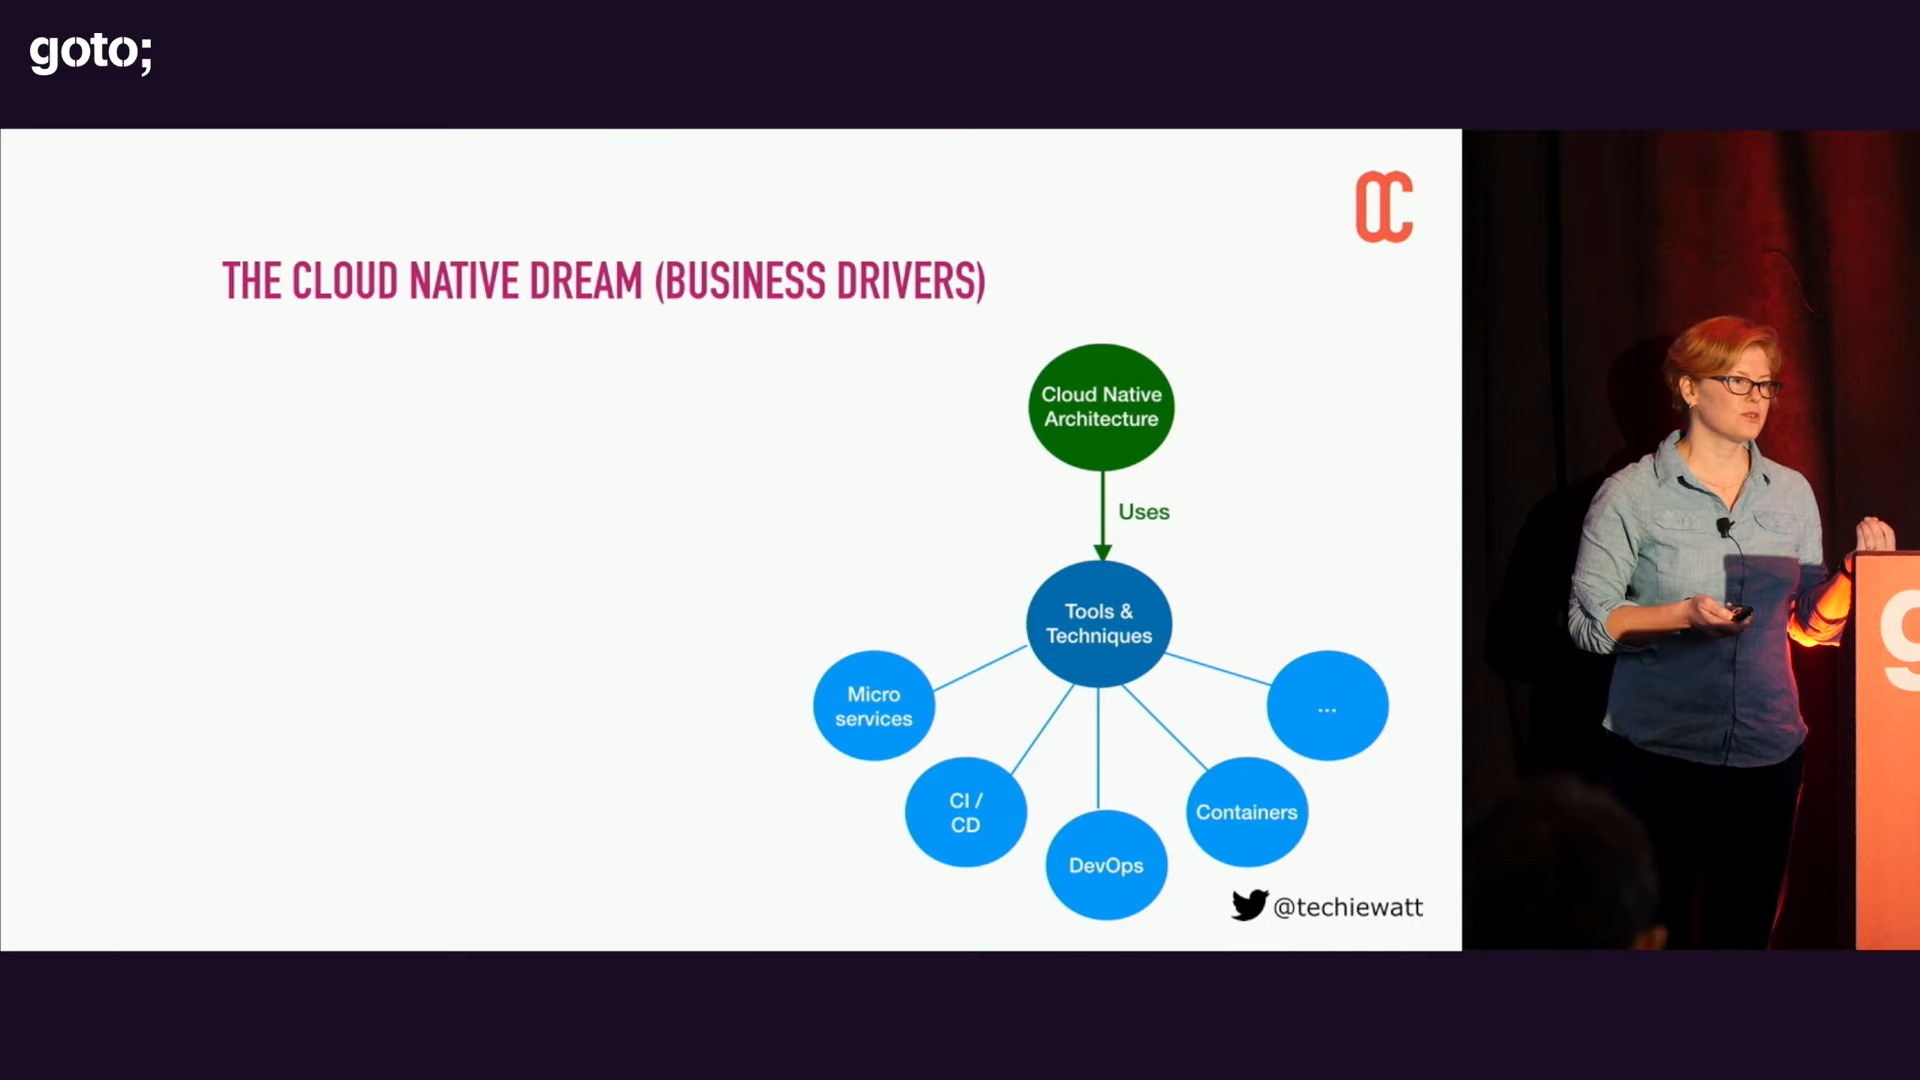 goto;
THE CLOUD NATIVE DREAM (BUSINESS DRIVERS)
Cloud Native
Architecture
Uses
Tools &
Techniques
Micro
services
...
CI /
CD
Containers
DevOps
@techiewatt
g